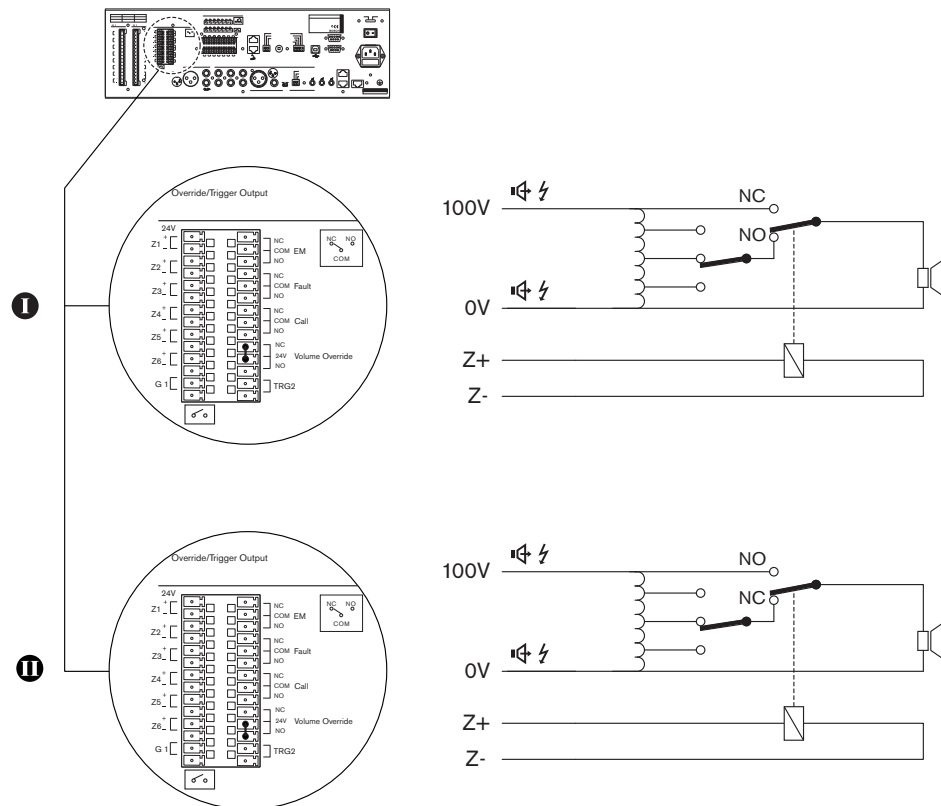 I
Override/Trigger Output
24V
Z1 + -
Z2 + -
Z3 + -
Z4 + -
Z5 + -
Z6 + -
G 1
NC
COM EM
NO
NC
COM Fault
NO
NC
COM Call
NO
NC
24V Volume Override
NO
TRG2
NC NO
COM
100V
NC
NO
0V
Z+
Z-
II
Override/Trigger Output
24V
Z1 + -
Z2 + -
Z3 + -
Z4 + -
Z5 + -
Z6 + -
G 1
NC
COM EM
NO
NC
COM Fault
NO
NC
COM Call
NO
NC
24V Volume Override
NO
TRG2
NC NO
COM
100V
NO
NC
0V
Z+
Z-